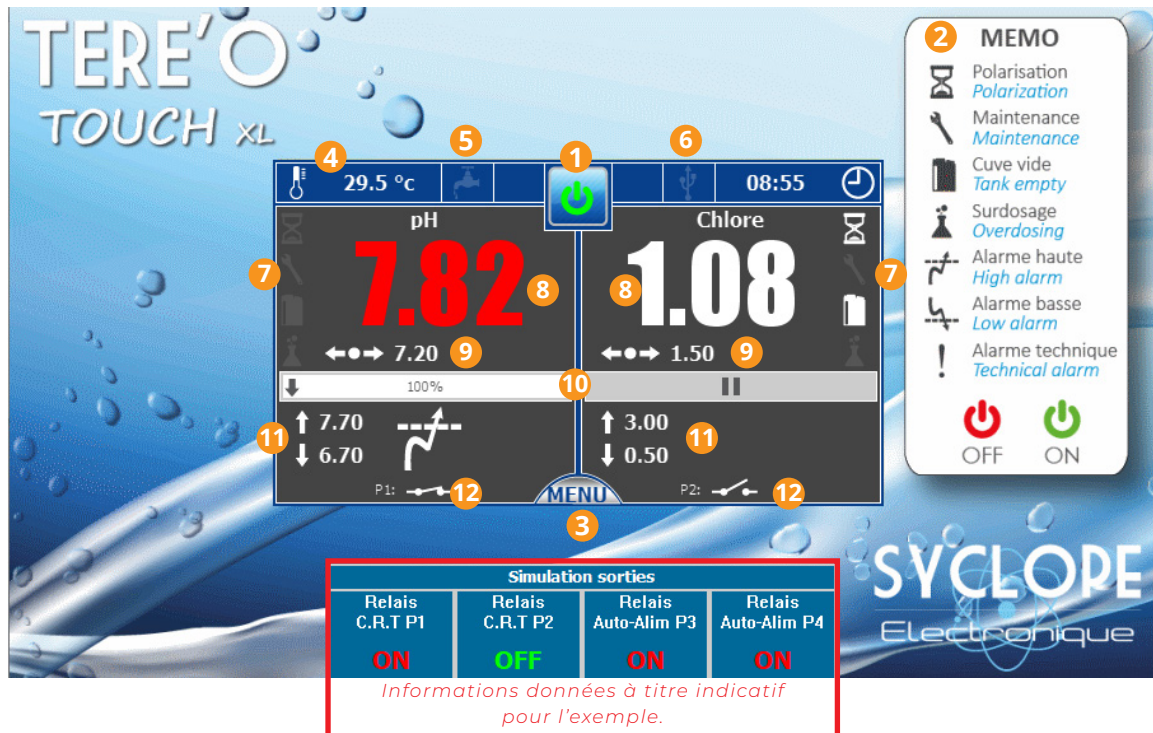 TERE'O
TOUCH XL
2 MEMO
Polarisation
Polarization
Maintenance
Maintenance
Cuve vide
Tank empty
Surdosage
Overdosing
Alarme haute
High alarm
Alarme basse
Low alarm
Alarme technique
Technical alarm
OFF ON
4 5 1 6
29.5 °c 08:55
pH Chlore
7 7.82 8 8 1.08 7
7.20 9 1.50 9
100% 10
11 7.70 3.00 11
6.70 0.50
P1: 12 MENU P2: 12
3
Simulation sorties
Relais Relais Relais Relais
C.R.T P1 C.R.T P2 Auto-Alim P3 Auto-Alim P4
ON OFF ON ON
Informations données à titre indicatif
pour l'exemple.
SYCLOPE
Electronique